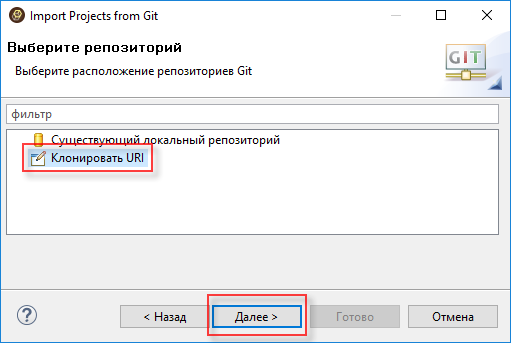 Import Projects from Git
Выберите репозиторий
Выберите расположение репозиториев Git
GIT
фильтр
Существующий локальный репозиторий
Клонировать URI
?
< Назад
Далее >
Готово
Отмена